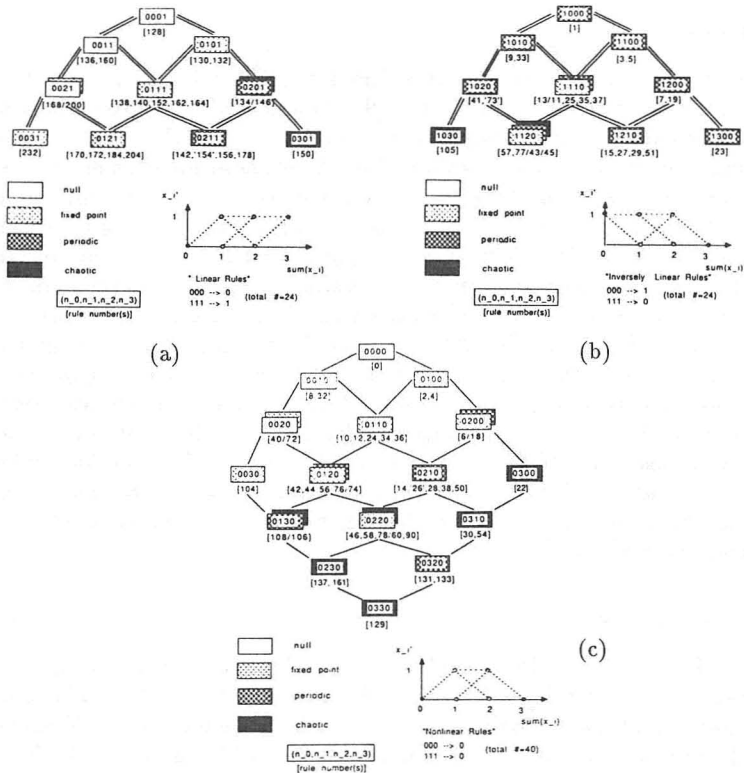 0001
[128]
0011
0101
[136,160]
[130,132]
0021
0111
0201
[168/200]
[138,140,152,162,164]
[134/146]
0031
0121
0211
0301
[232]
[170,172,184,204]
[142,'154',156,178]
[150]
null
fixed point
periodic
chaotic
(n_0,n_1,n_2,n_3)
[rule number(s)]
x_i'
1
0 1 2 3
sum(x_i)
" Linear Rules"
000 --> 0
111 --> 1
(total #=24)
(a)
1000
[1]
1010
1100
[9,33]
[3,5]
1020
1110
1200
[41,'73']
[13/11,25,35,37]
[7,19]
1030
1120
1210
1300
[105]
[57,77/43/45]
[15,27,29,51]
[23]
null
fixed point
periodic
chaotic
(n_0,n_1,n_2,n_3)
[rule number(s)]
x_i'
1
0 1 2 3
sum(x_i)
"Inversely Linear Rules"
000 --> 1
111 --> 0
(total #=24)
(b)
0000
[0]
0010
0100
[8 32]
[2,4]
0020
0110
0200
[40/72]
[10,12,24,34 36]
[6/18]
0030
0120
0210
0300
[104]
[42,44 56,76/74]
[14 '26',28,38,50]
[22]
0130
0220
0310
[108/106]
[46,58,78/60,90]
[30,54]
0230
0320
[137,161]
[131,133]
0330
[129]
null
fixed point
periodic
chaotic
(n_0,n_1 n_2,n_3)
[rule number(s)]
x_i'
1
0 1 2 3
sum(x_i)
"Nonlinear Rules"
000 --> 0
111 --> 0
(total #=40)
(c)